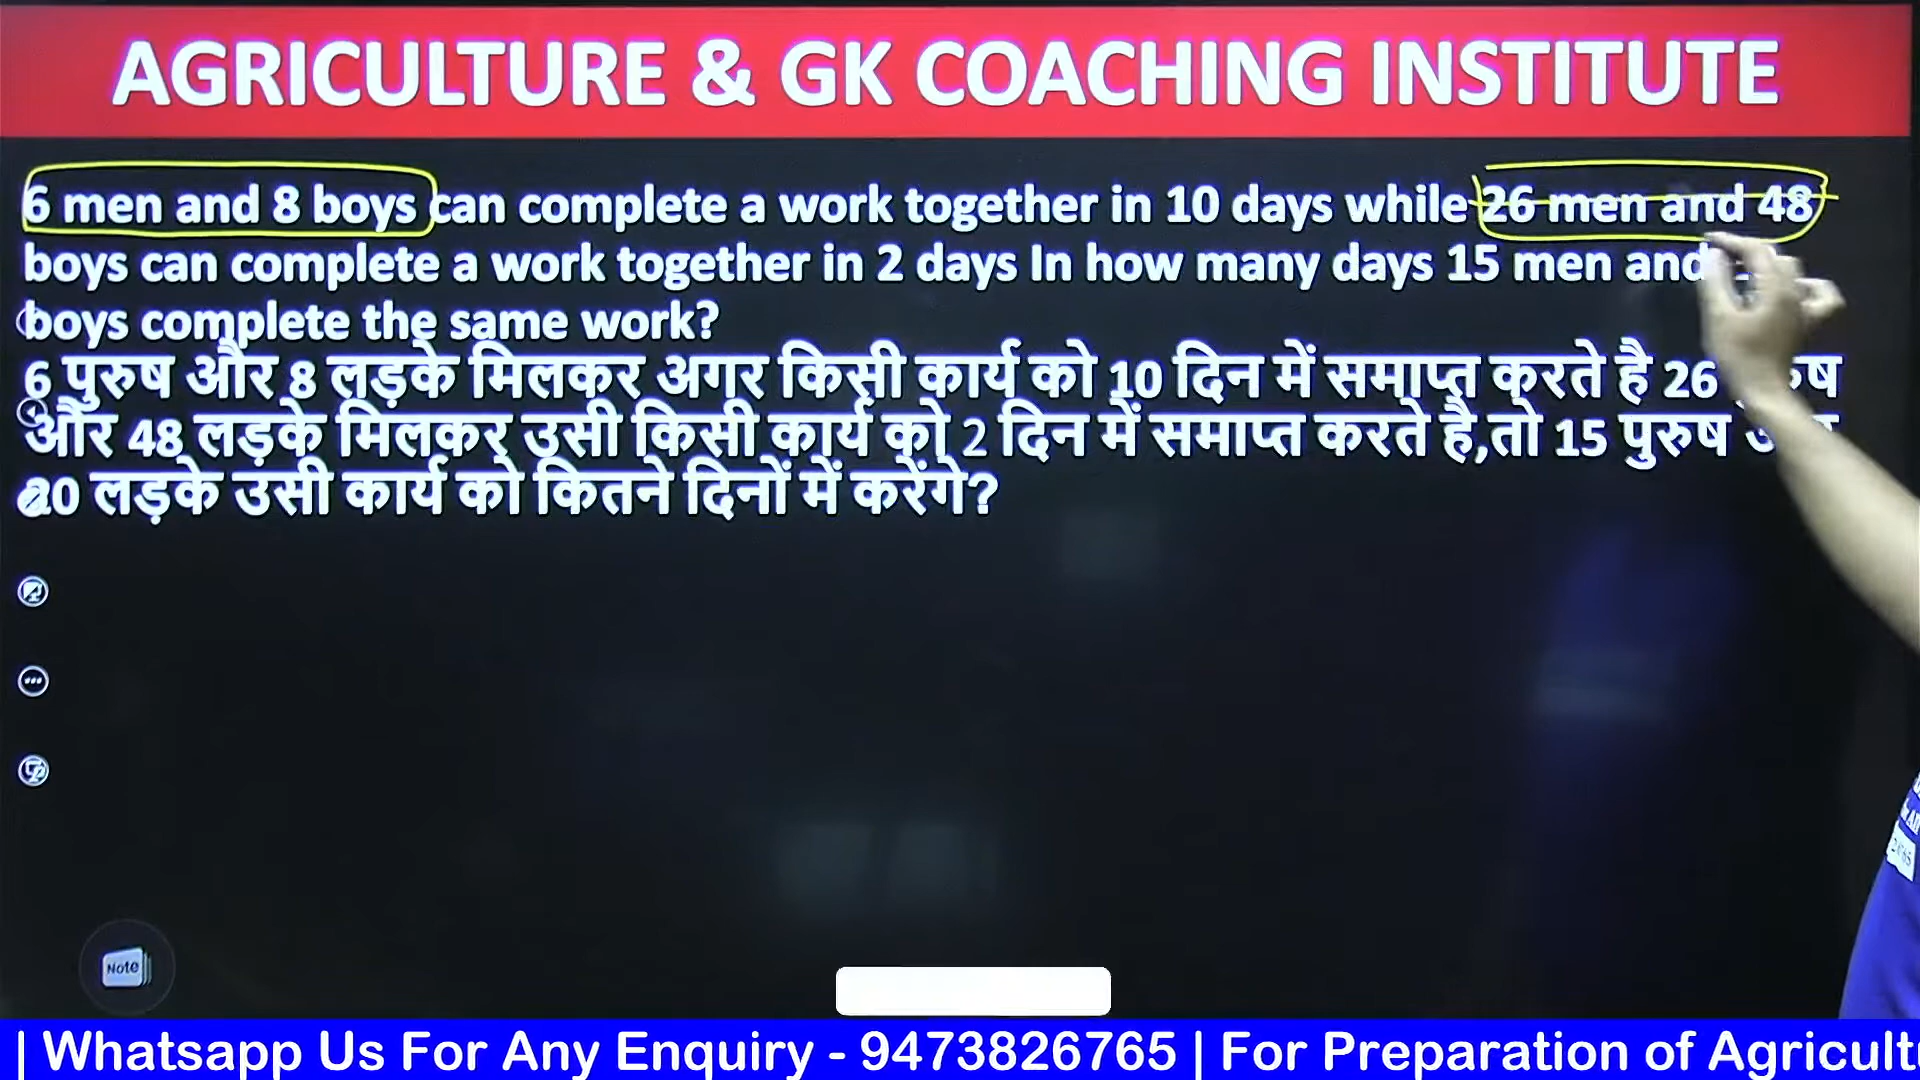 AGRICULTURE & GK COACHING INSTITUTE
6 men and 8 boys can complete a work together in 10 days while 26 men and 48
boys can complete a work together in 2 days In how many days 15 men and
boys complete the same work?
6 पुरुष और 8 लड़के मिलकर अगर किसी कार्य को 10 दिन में समाप्त करते है 26
और 48 लड़के मिलकर उसी किसी कार्य को 2 दिन में समाप्त करते है,तो 15 पुरुष
20 लड़के उसी कार्य को कितने दिनों में करेंगे?
Note
| Whatsapp Us For Any Enquiry - 9473826765 | For Preparation of Agricult